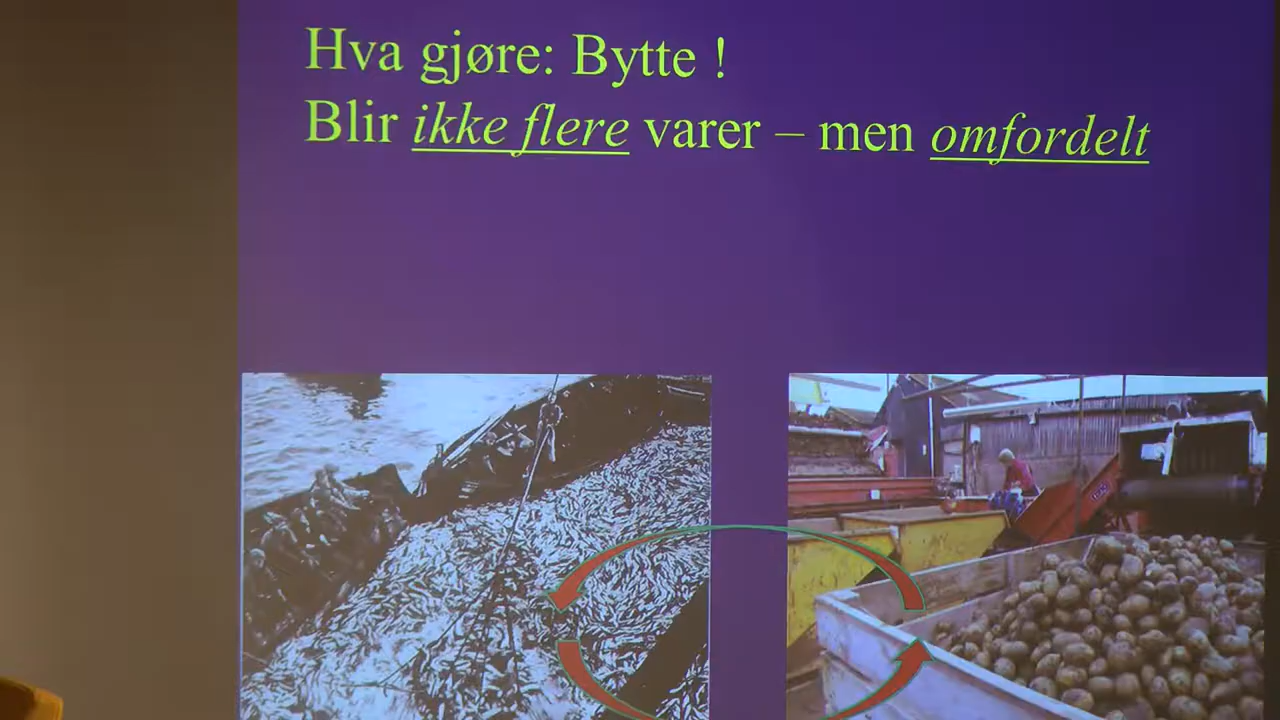 Hva gjøre: Bytte !
Blir ikke flere varer – men omfordelt